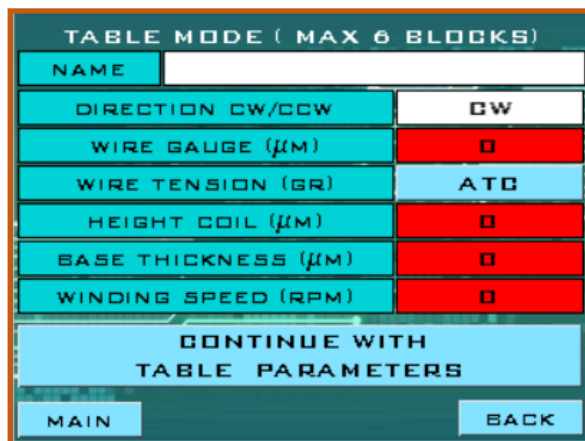 TABLE MODE ( MAX 6 BLOCKS)
NAME
DIRECTION CW/CCW CW
WIRE GAUGE (µM) 0
WIRE TENSION (GR) ATC
HEIGHT COIL (µM) 0
BASE THICKNESS (µM) 0
WINDING SPEED (RPM) 0
CONTINUE WITH
TABLE PARAMETERS
MAIN BACK